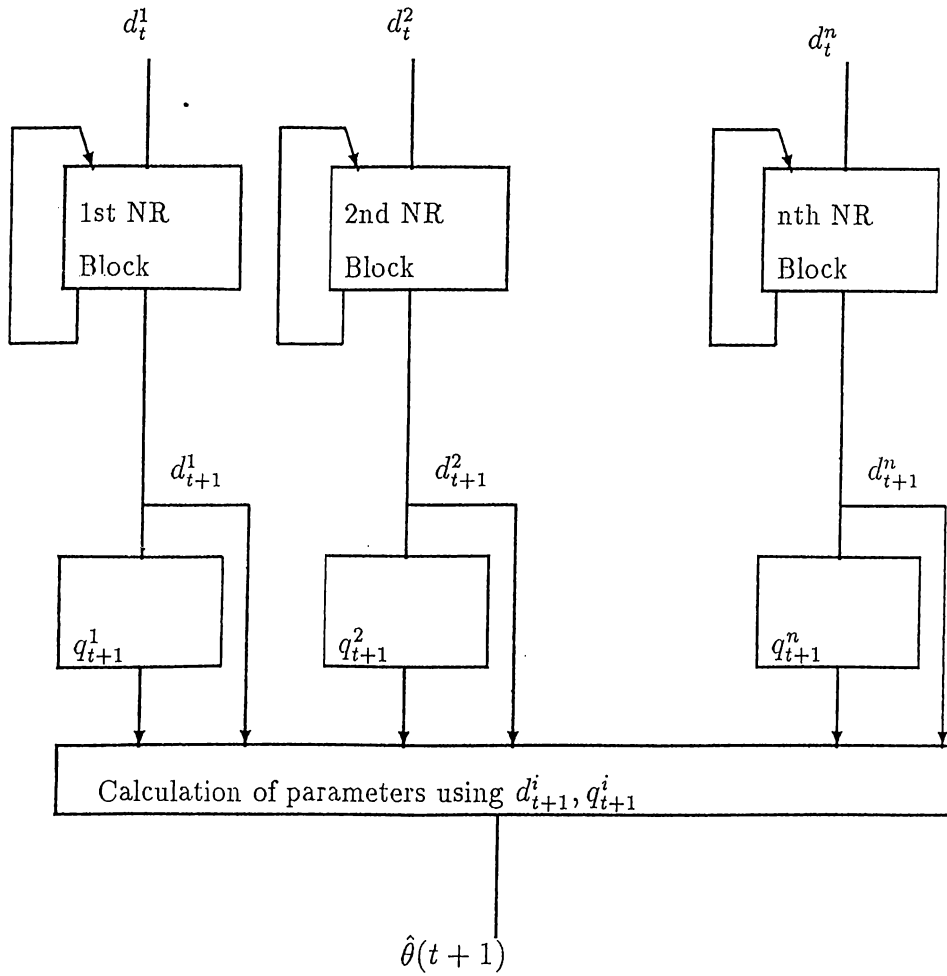 d_t^1 d_t^2 d_t^n
1st NR
Block
2nd NR
Block
nth NR
Block
d_{t+1}^1 d_{t+1}^2 d_{t+1}^n
q_{t+1}^1 q_{t+1}^2 q_{t+1}^n
Calculation of parameters using d_{t+1}^i, q_{t+1}^i
\hat{θ}(t + 1)